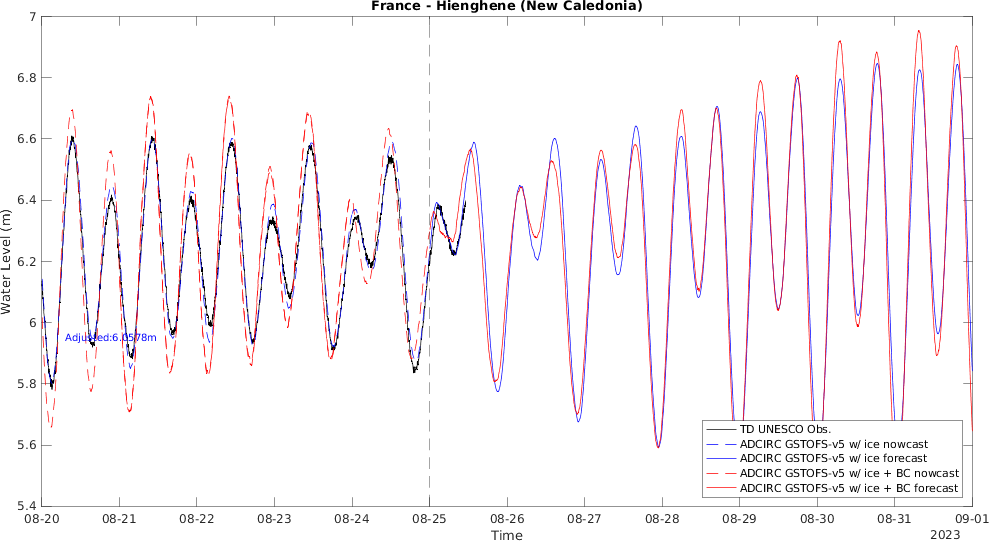 France - Hienghene (New Caledonia)
7
6.8
6.6
6.4
6.2
6
5.8
5.6
5.4
Water Level (m)
Adjusted:6.0578m
TD UNESCO Obs.
ADCIRC GSTOFS-v5 w/ ice nowcast
ADCIRC GSTOFS-v5 w/ ice forecast
ADCIRC GSTOFS-v5 w/ ice + BC nowcast
ADCIRC GSTOFS-v5 w/ ice + BC forecast
08-20 08-21 08-22 08-23 08-24 08-25 08-26 08-27 08-28 08-29 08-30 08-31 09-01
Time
2023